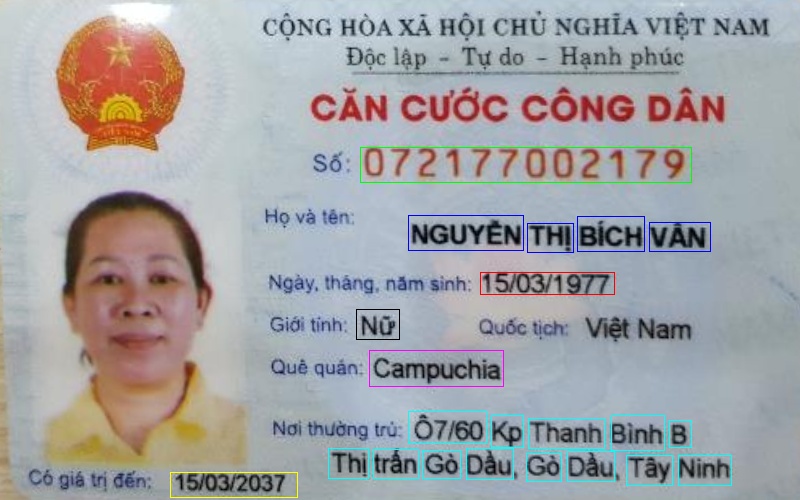 CỘNG HÒA XÃ HỘI CHỦ NGHĨA VIỆT NAM
Độc lập - Tự do - Hạnh phúc
CĂN CƯỚC CÔNG DÂN
Số: 072177002179
Họ và tên: NGUYỄN THỊ BÍCH VÂN
Ngày, tháng, năm sinh: 15/03/1977
Giới tính: Nữ Quốc tịch: Việt Nam
Quê quán: Campuchia
Nơi thường trú: Ô7/60 Kp Thanh Bình B
Thị trấn Gò Dầu, Gò Dầu, Tây Ninh
Có giá trị đến: 15/03/2037